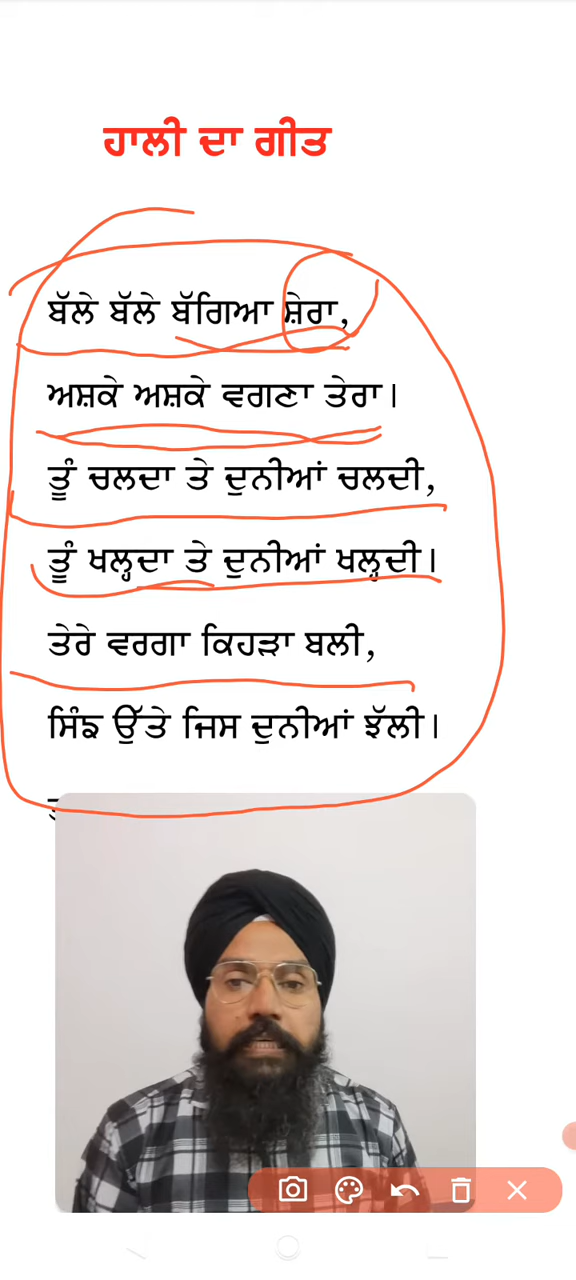 ਹਾਲੀ ਦਾ ਗੀਤ
ਬੱਲੇ ਬੱਲੇ ਬੱਗਿਆ ਸ਼ੇਰਾ,
ਅਸ਼ਕੇ ਅਸ਼ਕੇ ਵਗਣਾ ਤੇਰਾ।
ਤੂੰ ਚਲਦਾ ਤੇ ਦੁਨੀਆਂ ਚਲਦੀ,
ਤੂੰ ਖਲ੍ਹਦਾ ਤੇ ਦੁਨੀਆਂ ਖਲ੍ਹਦੀ।
ਤੇਰੇ ਵਰਗਾ ਕਿਹੜਾ ਬਲੀ,
ਸਿੰਙ ਉੱਤੇ ਜਿਸ ਦੁਨੀਆਂ ਝੱਲੀ।